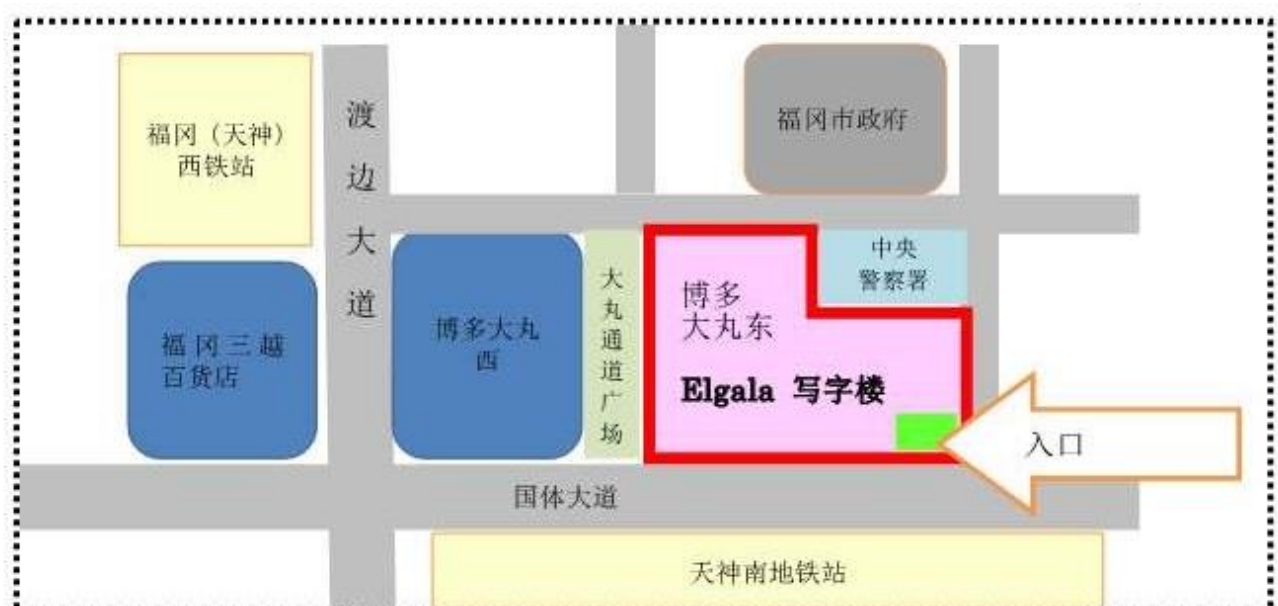 福冈（天神）
西铁站
渡边大道
福冈市政府
福冈三越
百货店
博多大丸
西
大丸通道广场
博多
大丸东
Elgala 写字楼
中央
警察署
入口
国体大道
天神南地铁站